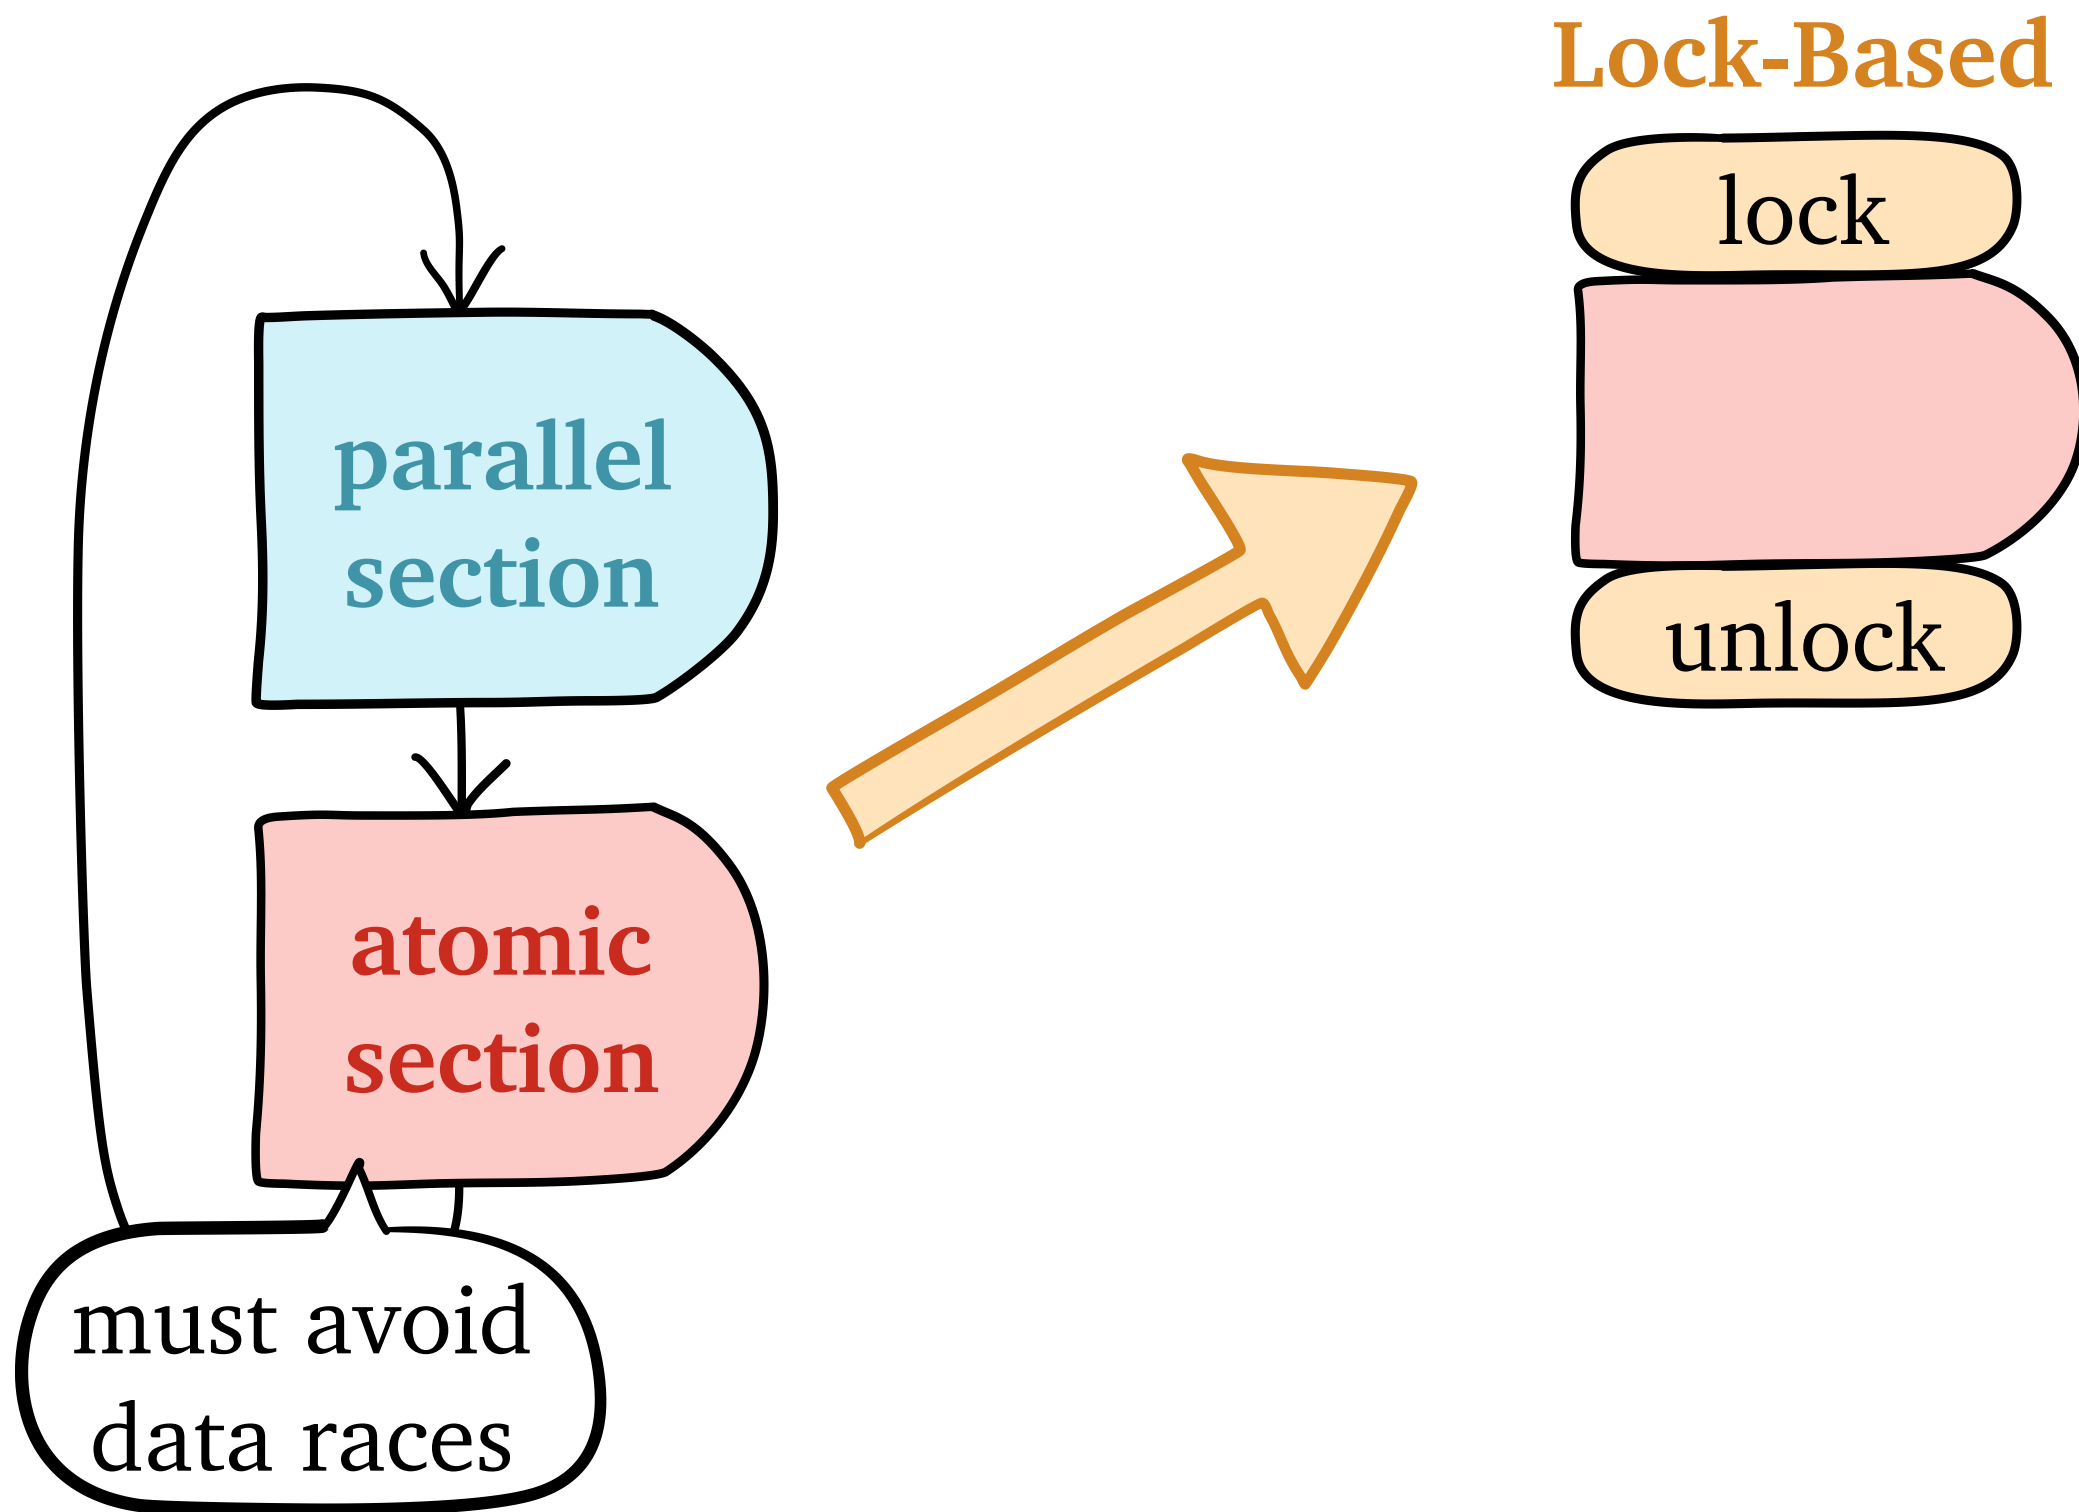 parallel
section
atomic
section
must avoid
data races
Lock-Based
lock
unlock